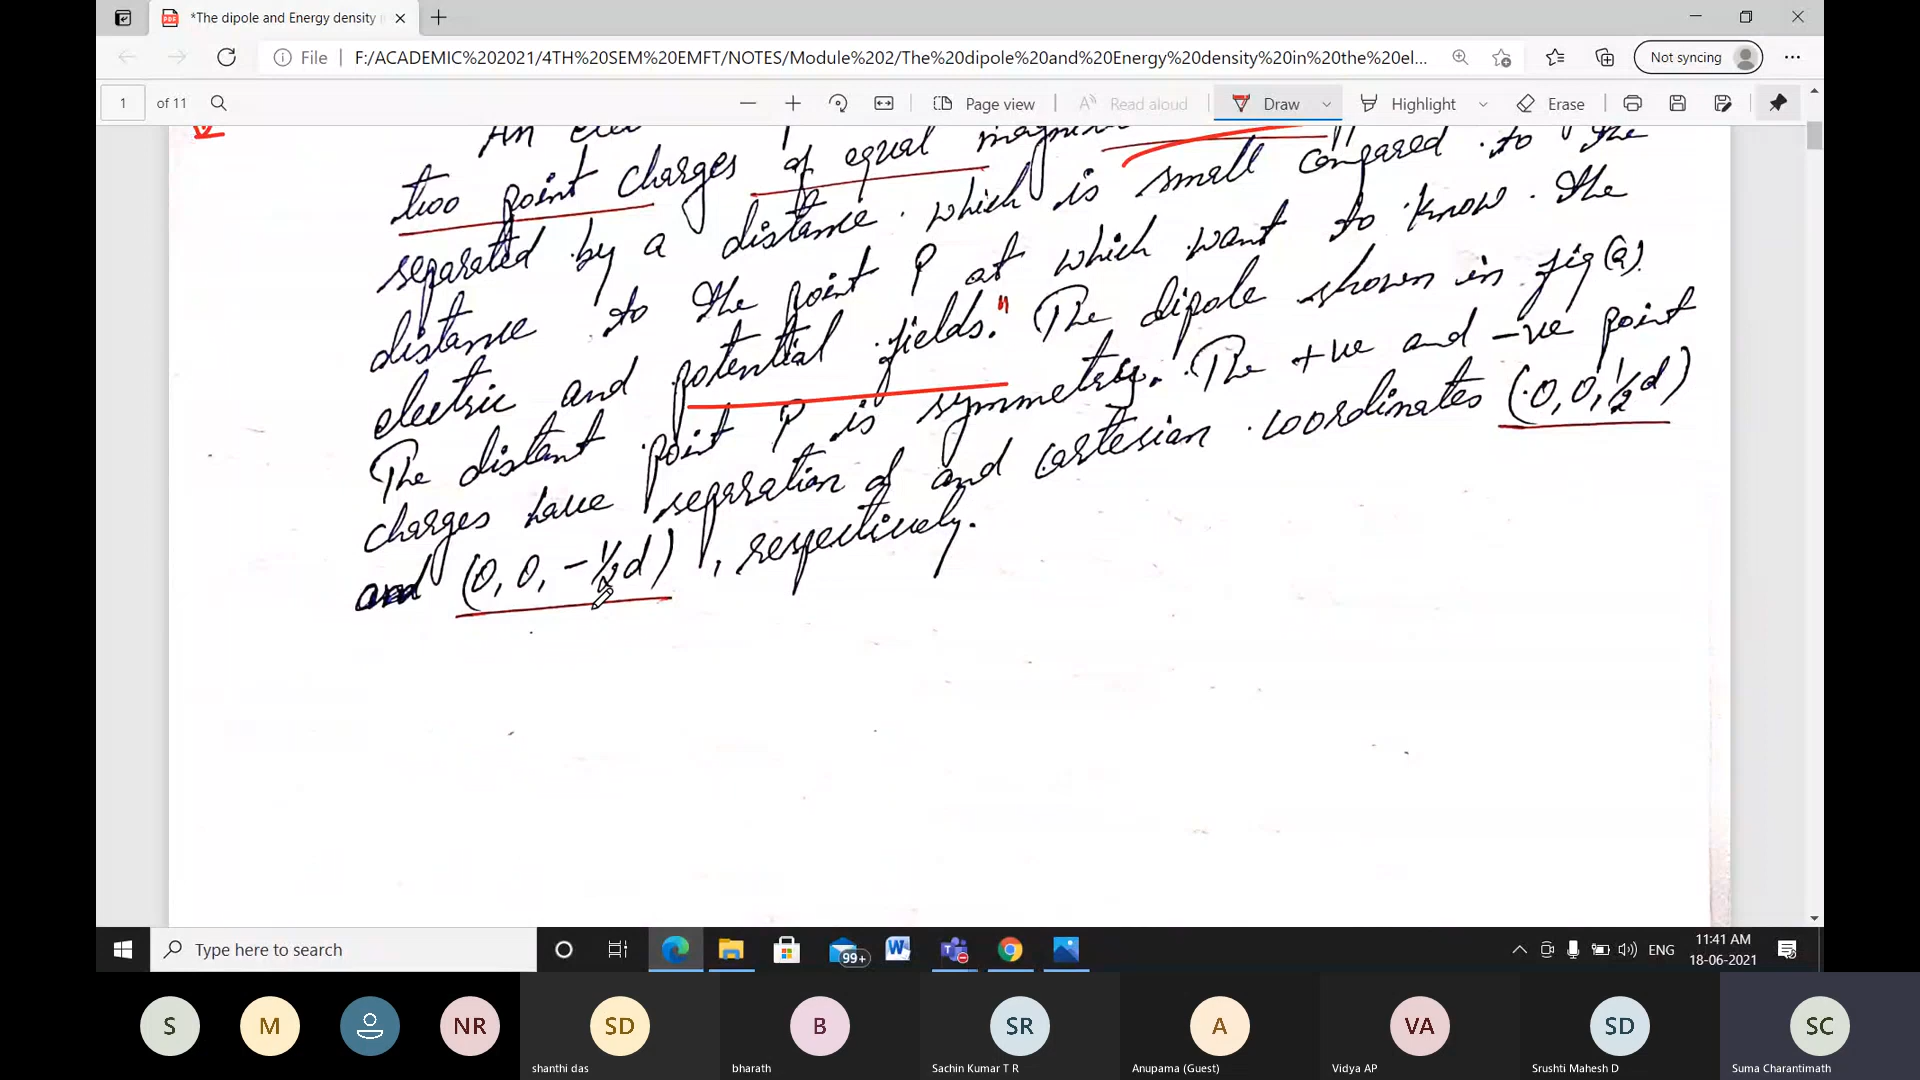 *The dipole and Energy density i
File
F:/ACADEMIC%202021/4TH%20SEM%20EMFT/NOTES/Module%202/The%20dipole%20and%20Energy%20density%20in%20the%20el...
Not syncing
1 of 11
Page view
Read aloud
Draw
Highlight
Erase
An elec
two point charges of equal magni
separated by a distance which is small compared to the
distance to the point P at which want to know the
electric and potential fields." The dipole shown in fig(a).
The distant point P is symmetry. The +ve and -ve point
charges have separation d and cartesian coordinates (0, 0, 1/2 d)
and (0, 0, -1/2 d), respectively.
Type here to search
99+
ENG
11:41 AM
18-06-2021
S
M
NR
SD
B
SR
A
VA
SD
SC
shanthi das
bharath
Sachin Kumar T R
Anupama (Guest)
Vidya AP
Srushti Mahesh D
Suma Charantimath